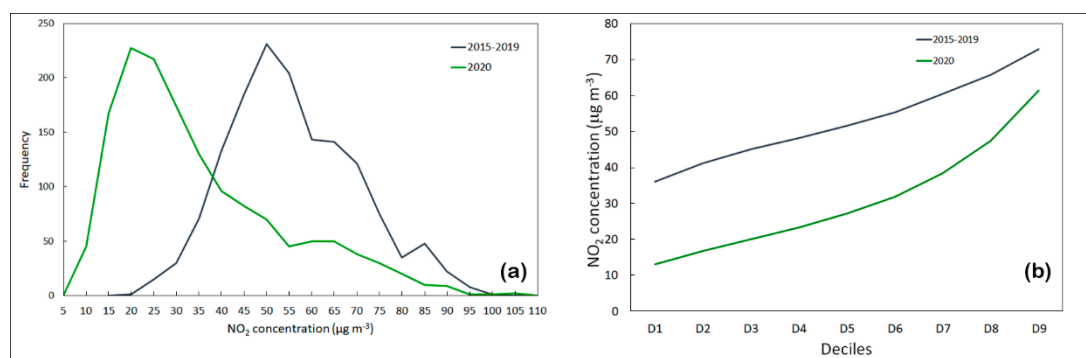 250
200
150
100
50
0
Frequency
2015-2019
2020
(a)
5 10 15 20 25 30 35 40 45 50 55 60 65 70 75 80 85 90 95 100 105 110
NO₂ concentration (µg m⁻³)
80
70
60
50
40
30
20
10
0
NO₂ concentration (µg m⁻³)
2015-2019
2020
(b)
D1 D2 D3 D4 D5 D6 D7 D8 D9
Deciles